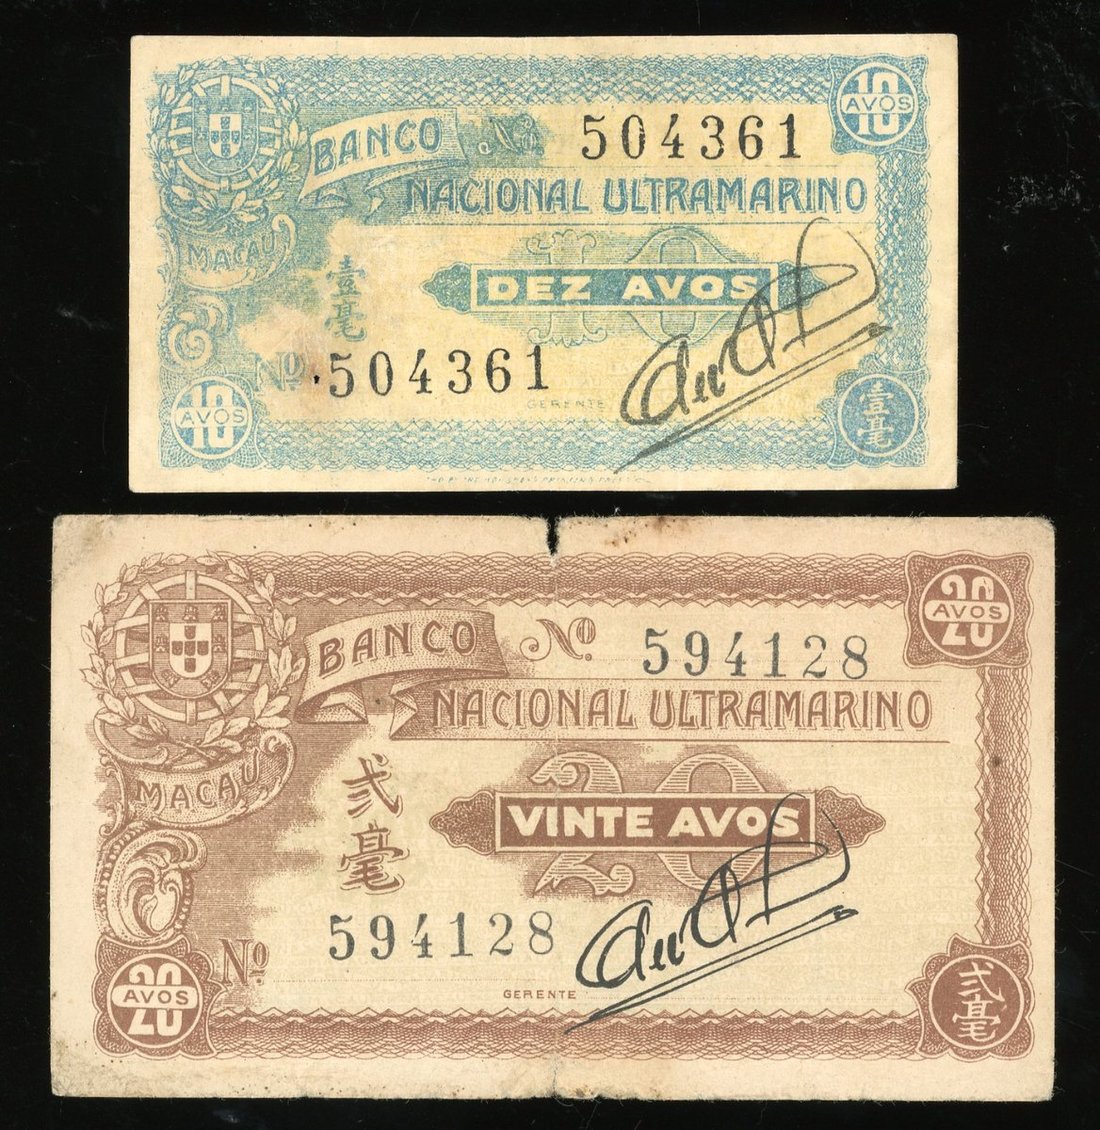 10
AVOS
BANCO Nº 504361
NACIONAL ULTRAMARINO
MACAU
壹毫
10
DEZ AVOS
Nº 504361
GERENTE
10
AVOS
壹毫
20
AVOS
BANCO Nº 594128
NACIONAL ULTRAMARINO
MACAU
弍毫
20
VINTE AVOS
594128
Nº
GERENTE
20
AVOS
弍毫